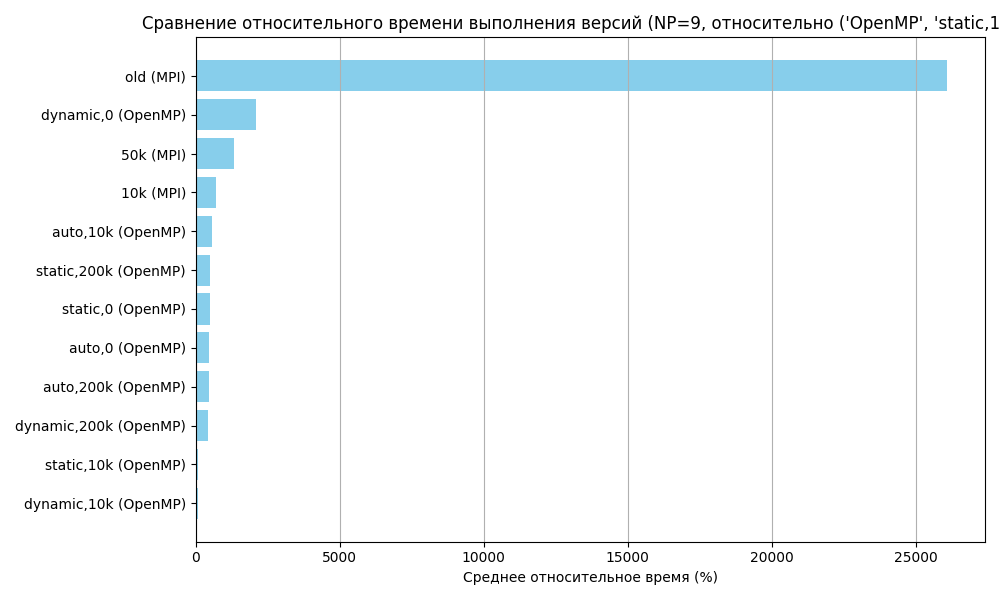 Сравнение относительного времени выполнения версий (NP=9, относительно ('OpenMP', 'static,1
old (MPI)
dynamic,0 (OpenMP)
50k (MPI)
10k (MPI)
auto,10k (OpenMP)
static,200k (OpenMP)
static,0 (OpenMP)
auto,0 (OpenMP)
auto,200k (OpenMP)
dynamic,200k (OpenMP)
static,10k (OpenMP)
dynamic,10k (OpenMP)
0 5000 10000 15000 20000 25000
Среднее относительное время (%)